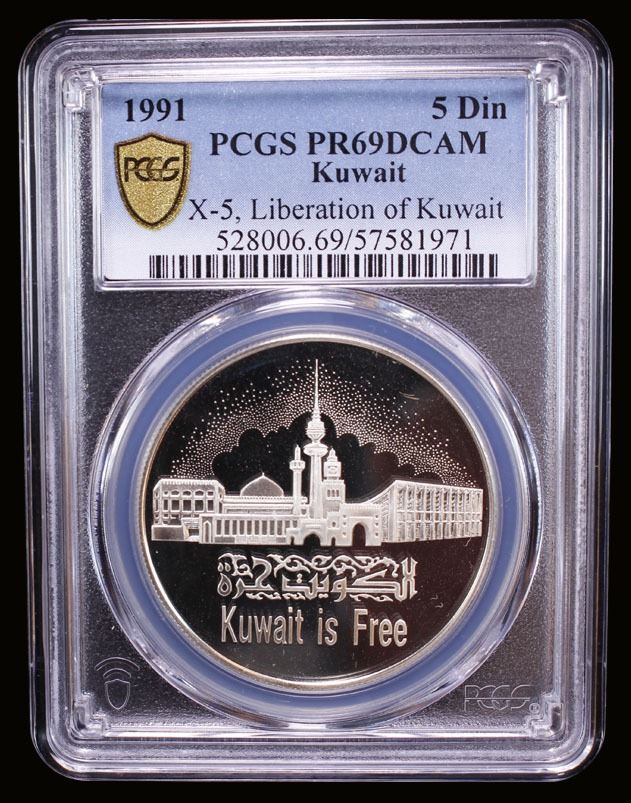 1991 5 Din
PCGS PR69DCAM
PCGS Kuwait
X-5, Liberation of Kuwait
528006.69/57581971
الكويت حرة
Kuwait is Free
PCGS